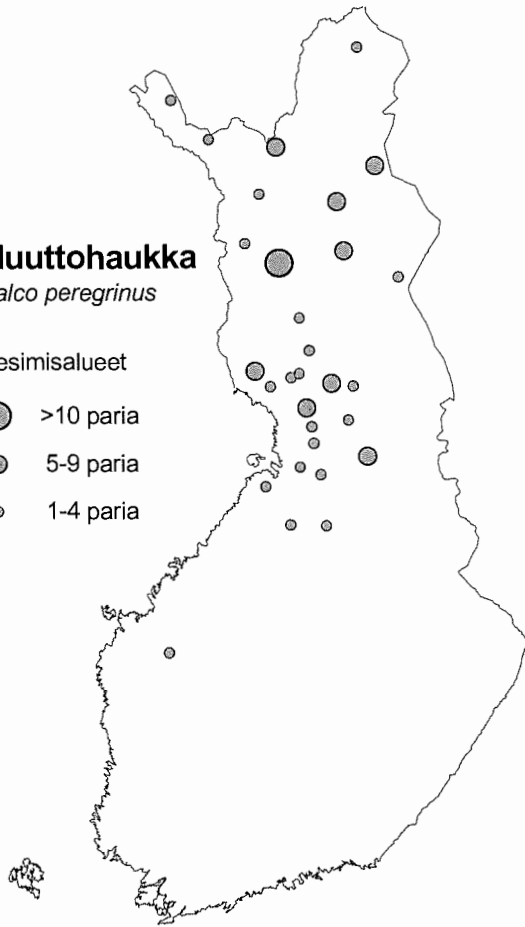 luuttohaukka
alco peregrinus
esimisalueet
>10 paria
5-9 paria
1-4 paria